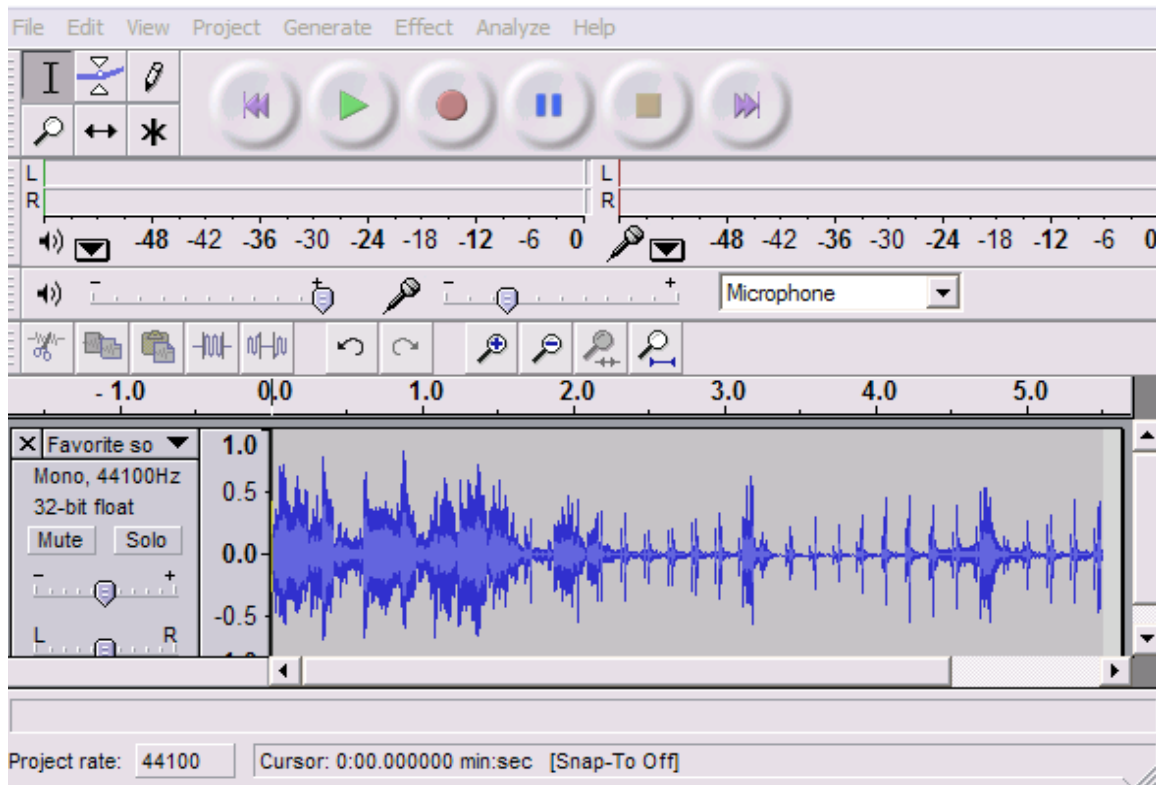 File Edit View Project Generate Effect Analyze Help
L
R
-48 -42 -36 -30 -24 -18 -12 -6 0
L
R
-48 -42 -36 -30 -24 -18 -12 -6 0
- + - + Microphone
- 1.0 0.0 1.0 2.0 3.0 4.0 5.0
X Favorite so
Mono, 44100Hz
32-bit float
Mute Solo
- +
L R
1.0
0.5
0.0
-0.5
Project rate: 44100 Cursor: 0:00.000000 min:sec [Snap-To Off]